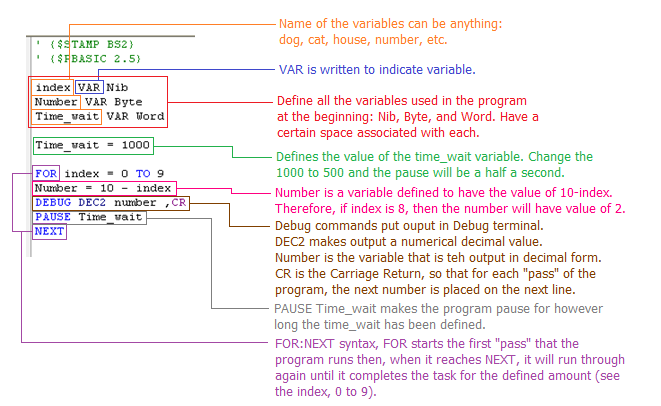 Name of the variables can be anything:
dog, cat, house, number, etc.
' {$STAMP BS2}
' {$PBASIC 2.5}
VAR is written to indicate variable.
index VAR Nib
Number VAR Byte
Time_wait VAR Word
Define all the variables used in the program
at the beginning: Nib, Byte, and Word. Have a
certain space associated with each.
Time_wait = 1000
Defines the value of the time_wait variable. Change the
1000 to 500 and the pause will be a half a second.
FOR index = 0 TO 9
Number = 10 - index
DEBUG DEC2 number ,CR
PAUSE Time_wait
NEXT
Number is a variable defined to have the value of 10-index.
Therefore, if index is 8, then the number will have value of 2.
Debug commands put ouput in Debug terminal.
DEC2 makes output a numerical decimal value.
Number is the variable that is teh output in decimal form.
CR is the Carriage Return, so that for each "pass" of the
program, the next number is placed on the next line.
PAUSE Time_wait makes the program pause for however
long the time_wait has been defined.
FOR:NEXT syntax, FOR starts the first "pass" that the
program runs then, when it reaches NEXT, it will run through
again until it completes the task for the defined amount (see
the index, 0 to 9).